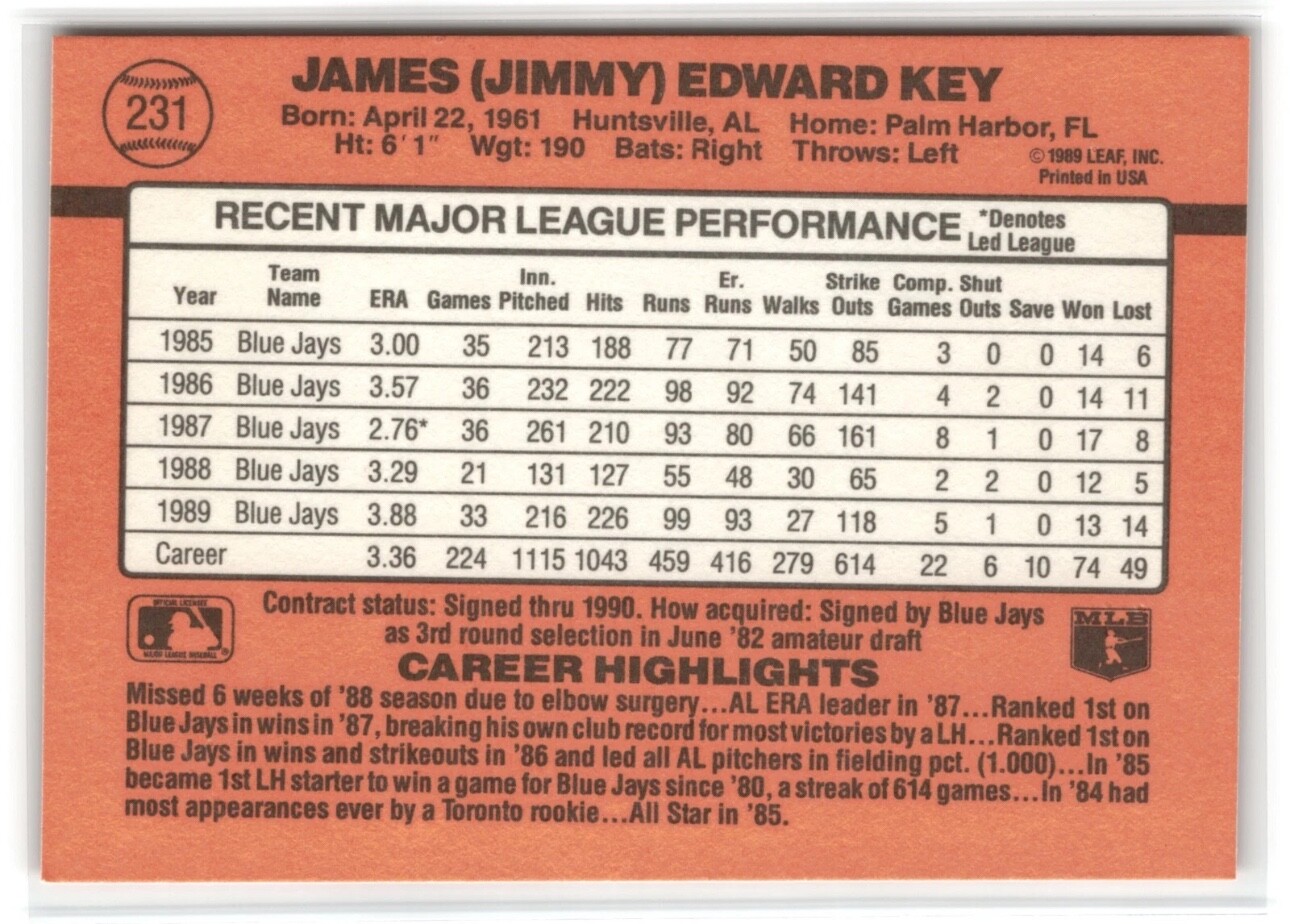 231
JAMES (JIMMY) EDWARD KEY
Born: April 22, 1961 Huntsville, AL Home: Palm Harbor, FL
Ht: 6'1" Wgt: 190 Bats: Right Throws: Left
© 1989 LEAF, INC.
Printed in USA
RECENT MAJOR LEAGUE PERFORMANCE *Denotes
Led League
Year Team Name ERA Games Inn. Pitched Hits Runs Er. Runs Walks Strike Outs Comp. Games Shut Outs Save Won Lost
1985 Blue Jays 3.00 35 213 188 77 71 50 85 3 0 0 14 6
1986 Blue Jays 3.57 36 232 222 98 92 74 141 4 2 0 14 11
1987 Blue Jays 2.76* 36 261 210 93 80 66 161 8 1 0 17 8
1988 Blue Jays 3.29 21 131 127 55 48 30 65 2 2 0 12 5
1989 Blue Jays 3.88 33 216 226 99 93 27 118 5 1 0 13 14
Career 3.36 224 1115 1043 459 416 279 614 22 6 10 74 49
OFFICIAL LICENSEE
MAJOR LEAGUE BASEBALL ®
Contract status: Signed thru 1990. How acquired: Signed by Blue Jays
as 3rd round selection in June '82 amateur draft
MLB
CAREER HIGHLIGHTS
Missed 6 weeks of '88 season due to elbow surgery...AL ERA leader in '87...Ranked 1st on
Blue Jays in wins in '87, breaking his own club record for most victories by a LH...Ranked 1st on
Blue Jays in wins and strikeouts in '86 and led all AL pitchers in fielding pct. (1.000)...In '85
became 1st LH starter to win a game for Blue Jays since '80, a streak of 614 games...In '84 had
most appearances ever by a Toronto rookie...All Star in '85.